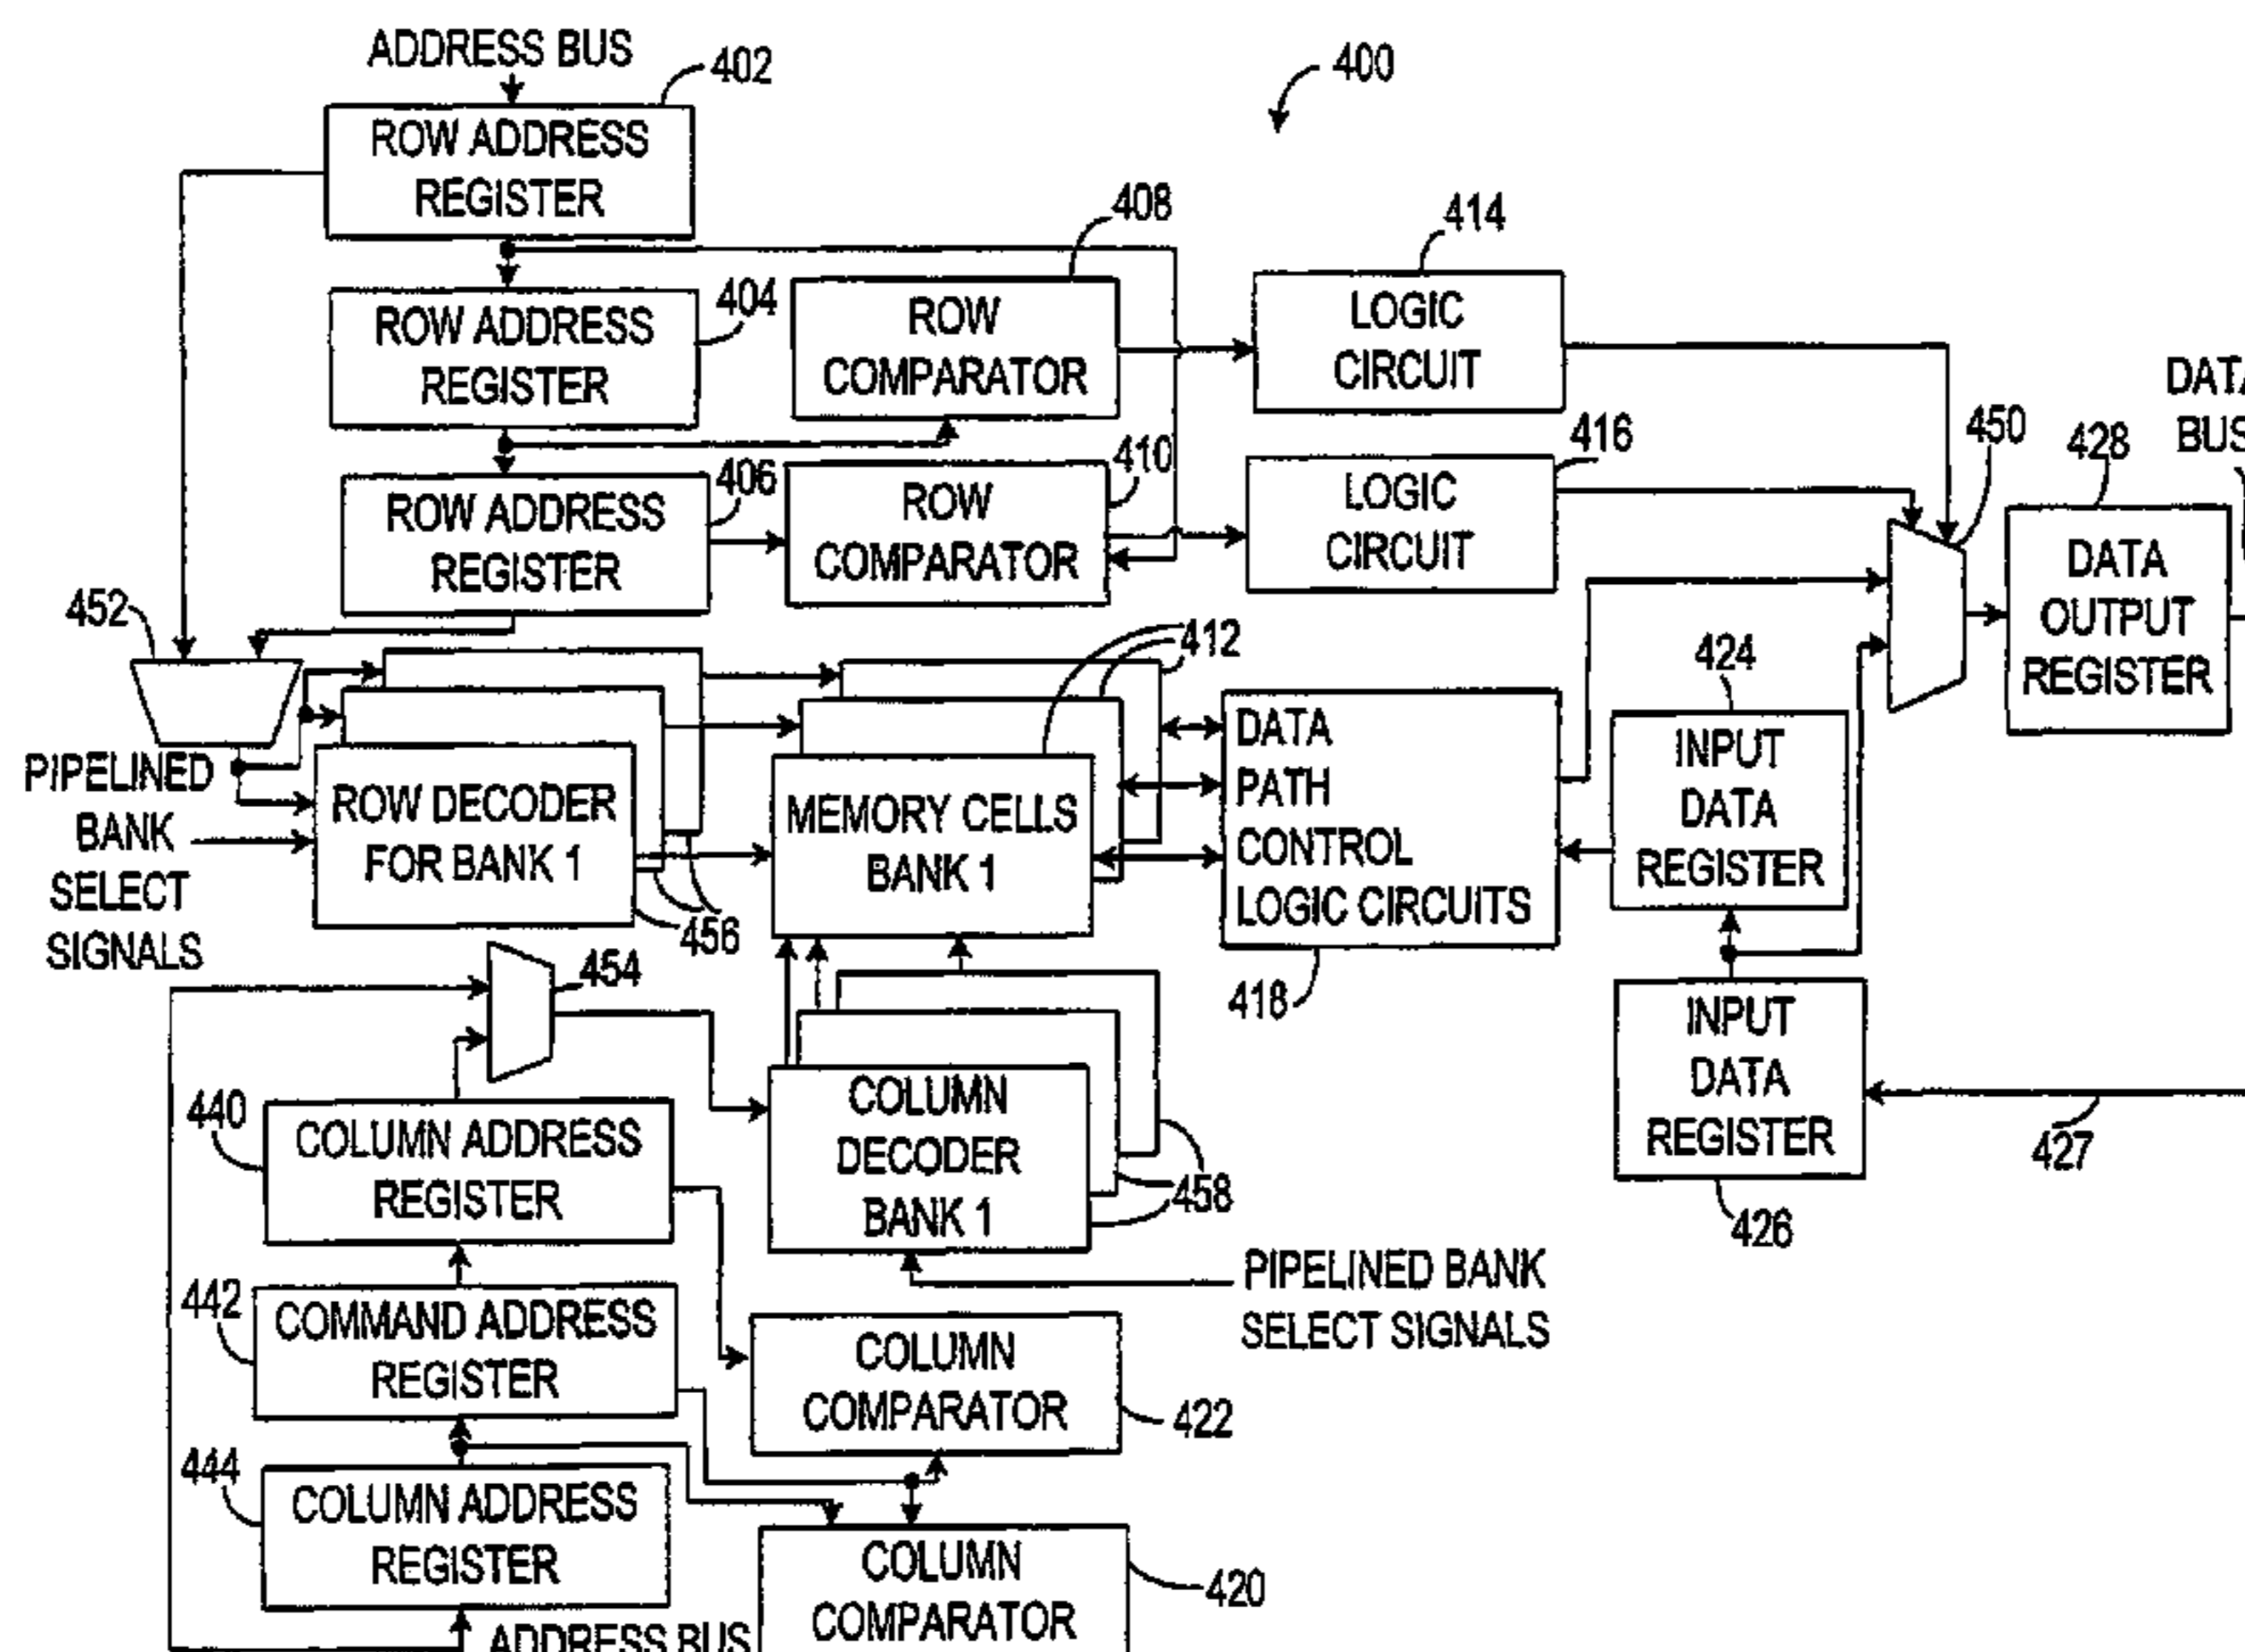 ADDRESS BUS
402
400
ROW ADDRESS
REGISTER
408
414
404
ROW ADDRESS
REGISTER
ROW
COMPARATOR
LOGIC
CIRCUIT
406
ROW ADDRESS
REGISTER
410
ROW
COMPARATOR
416
LOGIC
CIRCUIT
450
428
DATA
OUTPUT
REGISTER
452
412
424
PIPELINED
BANK
SELECT
SIGNALS
ROW DECODER
FOR BANK 1
456
MEMORY CELLS
BANK 1
DATA
PATH
CONTROL
LOGIC CIRCUITS
418
INPUT
DATA
REGISTER
454
INPUT
DATA
REGISTER
426
427
440
COLUMN ADDRESS
REGISTER
COLUMN
DECODER
BANK 1
458
PIPELINED BANK
SELECT SIGNALS
442
COMMAND ADDRESS
REGISTER
COLUMN
COMPARATOR
422
444
COLUMN ADDRESS
REGISTER
COLUMN
COMPARATOR
420
ADDRESS BUS